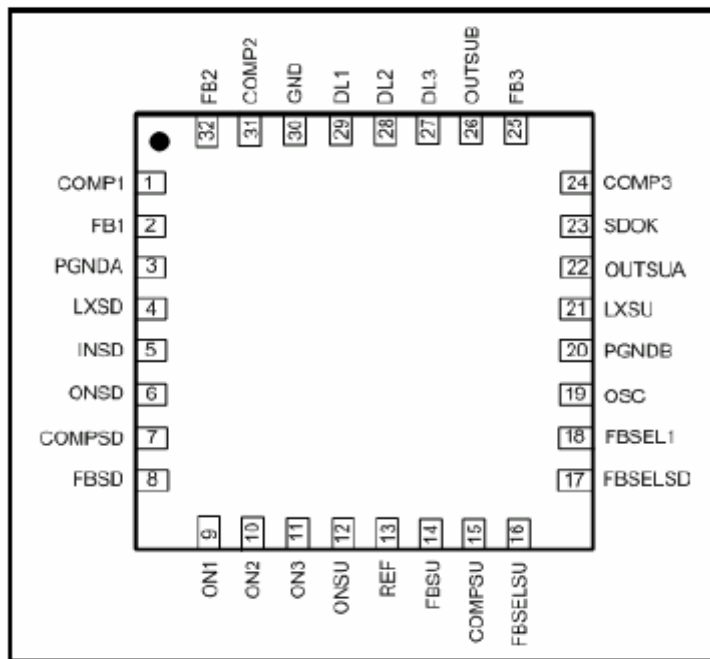 FB2
COMP2
GND
DL1
DL2
DL3
OUTSUB
FB3
32
31
30
29
28
27
26
25
COMP1 1
FB1 2
PGNDA 3
LXSD 4
INSD 5
ONSD 6
COMPSD 7
FBSD 8
24 COMP3
23 SDOK
22 OUTSUA
21 LXSU
20 PGNDB
19 OSC
18 FBSEL1
17 FBSELSD
9
10
11
12
13
14
15
16
ON1
ON2
ON3
ONSU
REF
FBSU
COMPSU
FBSELSU